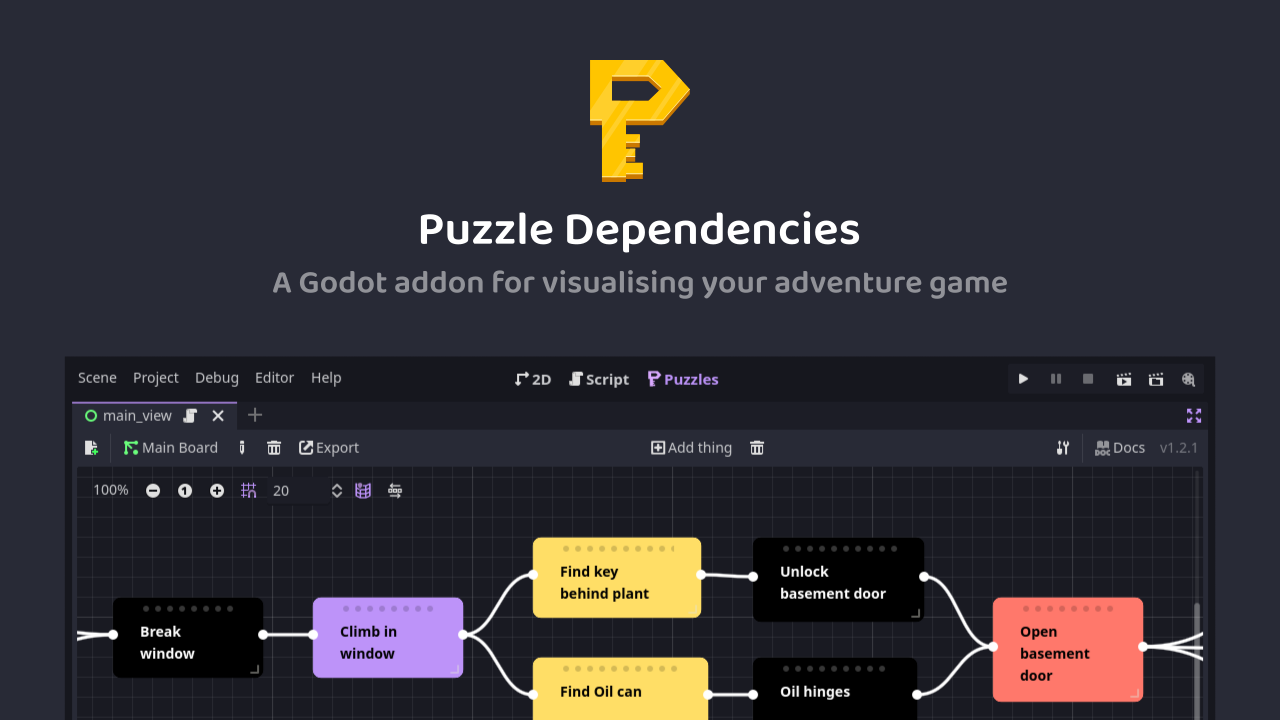 Puzzle Dependencies
A Godot addon for visualising your adventure game
Scene Project Debug Editor Help 2D Script Puzzles
main_view
Main Board Export Add thing Docs v1.2.1
100% 1 20
Find key
behind plant
Unlock
basement door
Break
window
Climb in
window
Open
basement
door
Find Oil can
Oil hinges